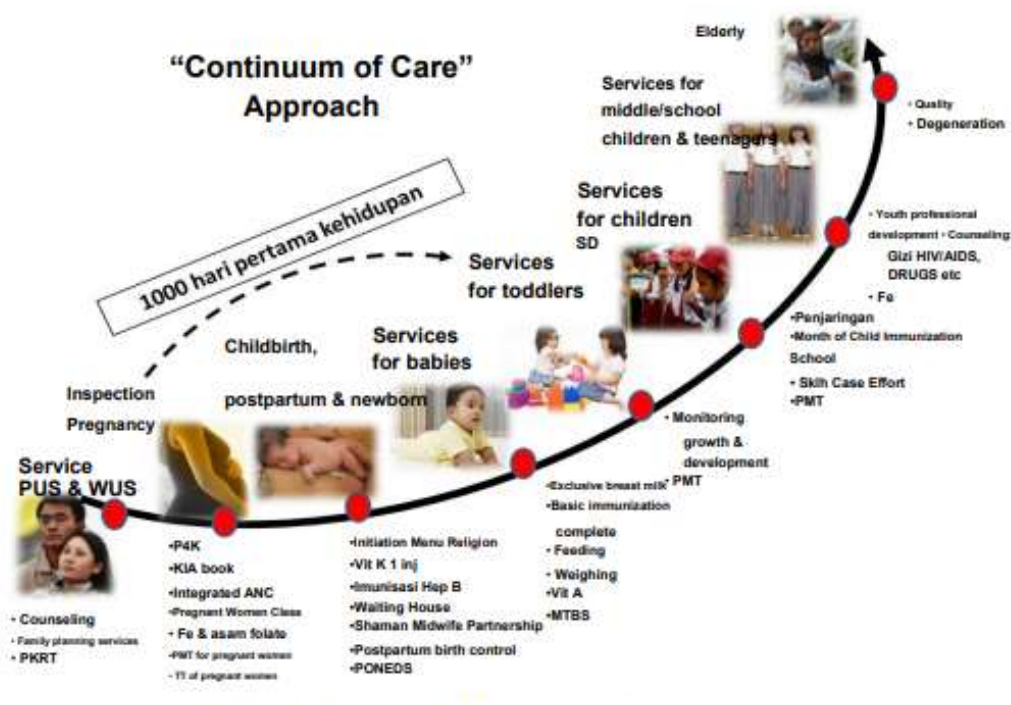 “Continuum of Care”
Approach
1000 hari pertama kehidupan
Elderly
Services for
middle/school
children & teenagers
Services
for children
SD
Services
for toddlers
Services
for babies
Childbirth,
postpartum & newborn
Inspection
Pregnancy
Service
PUS & WUS
• Counseling
• Family planning services
• PKRT
•P4K
•KIA book
•Integrated ANC
•Pregnant Women Class
• Fe & asam folate
•PMT for pregnant women
• TT of pregnant women
•Initiation Menu Religion
•Vit K 1 inj
•Imunisasi Hep B
•Waiting House
•Shaman Midwife Partnership
•Postpartum birth control
•PONEDS
•Exclusive breast milk
•Basic immunization
complete
• Feeding
• Weighing
•Vit A
•MTBS
• Monitoring
growth &
development
• PMT
•Penjaringan
•Month of Child Immunization
School
• Skih Case Effort
•PMT
• Youth professional
development • Counseling:
Gizi HIV/AIDS,
DRUGS etc
• Fe
• Quality
• Degeneration